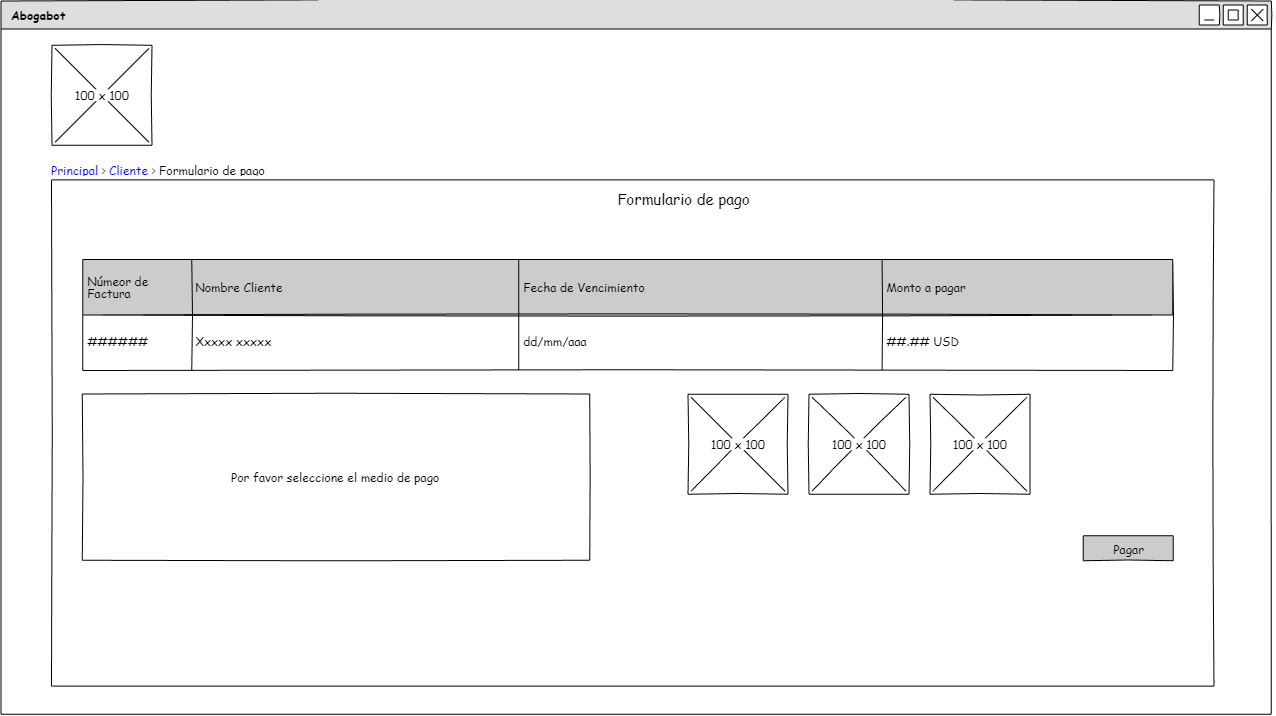 Abogabot
100 x 100
Principal > Cliente > Formulario de pago
Formulario de pago
Númeor de
Factura
Nombre Cliente
Fecha de Vencimiento
Monto a pagar
######
Xxxxx xxxxx
dd/mm/aaa
##.## USD
Por favor seleccione el medio de pago
100 x 100
100 x 100
100 x 100
Pagar